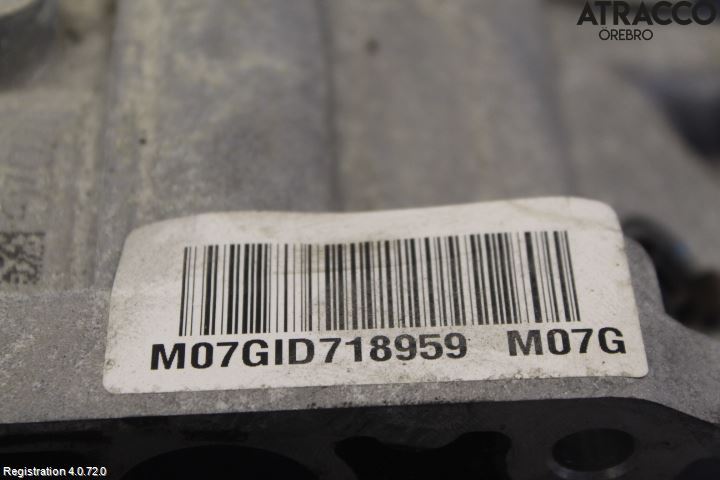 ATRACCO
ÖREBRO
M07GID718959 M07G
Registration 4.0.72.0